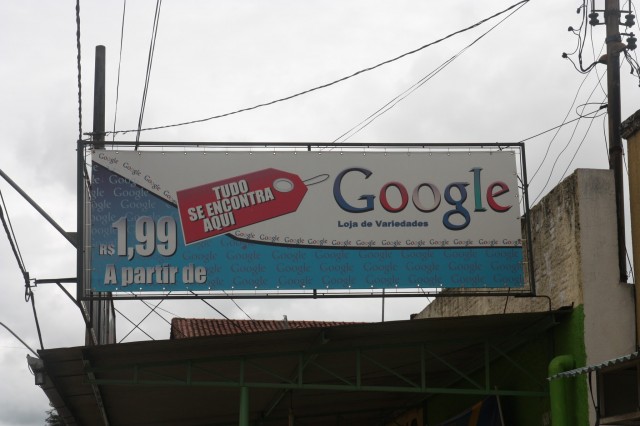 TUDO
SE ENCONTRA
AQUI
Google
Loja de Variedades
R$ 1,99
A partir de